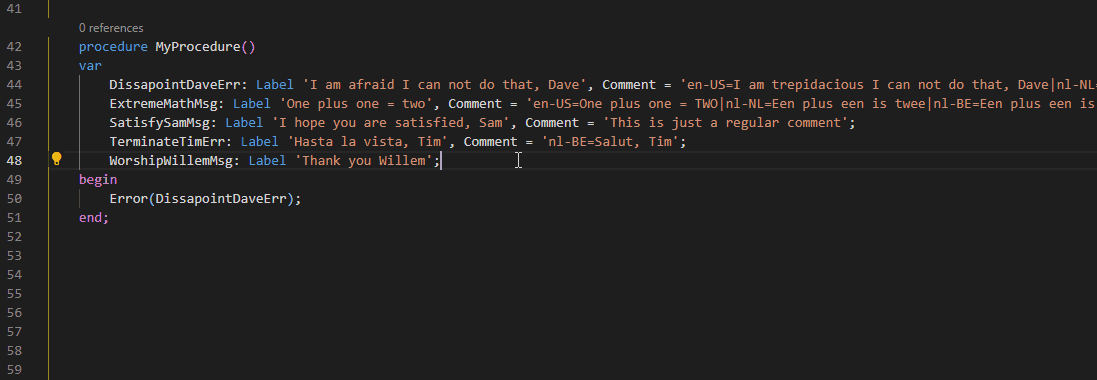 41
0 references
42 procedure MyProcedure()
43 var
44 DissapointDaveErr: Label 'I am afraid I can not do that, Dave', Comment = 'en-US=I am trepidacious I can not do that, Dave|nl-NL=
45 ExtremeMathMsg: Label 'One plus one = two', Comment = 'en-US=One plus one = TWO|nl-NL=Een plus een is twee|nl-BE=Een plus een is
46 SatisfySamMsg: Label 'I hope you are satisfied, Sam', Comment = 'This is just a regular comment';
47 TerminateTimErr: Label 'Hasta la vista, Tim', Comment = 'nl-BE=Salut, Tim';
48 WorshipWillemMsg: Label 'Thank you Willem';
49 begin
50 Error(DissapointDaveErr);
51 end;
52
53
54
55
56
57
58
59